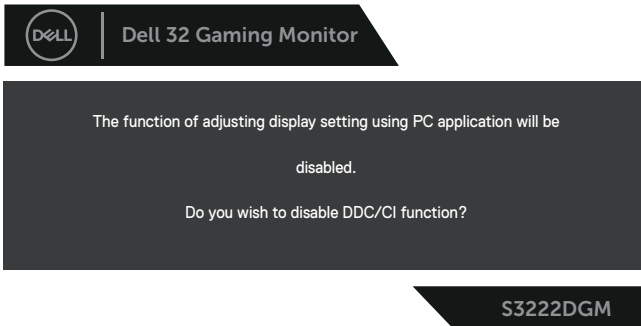 DELL
Dell 32 Gaming Monitor
The function of adjusting display setting using PC application will be
disabled.
Do you wish to disable DDC/CI function?
S3222DGM